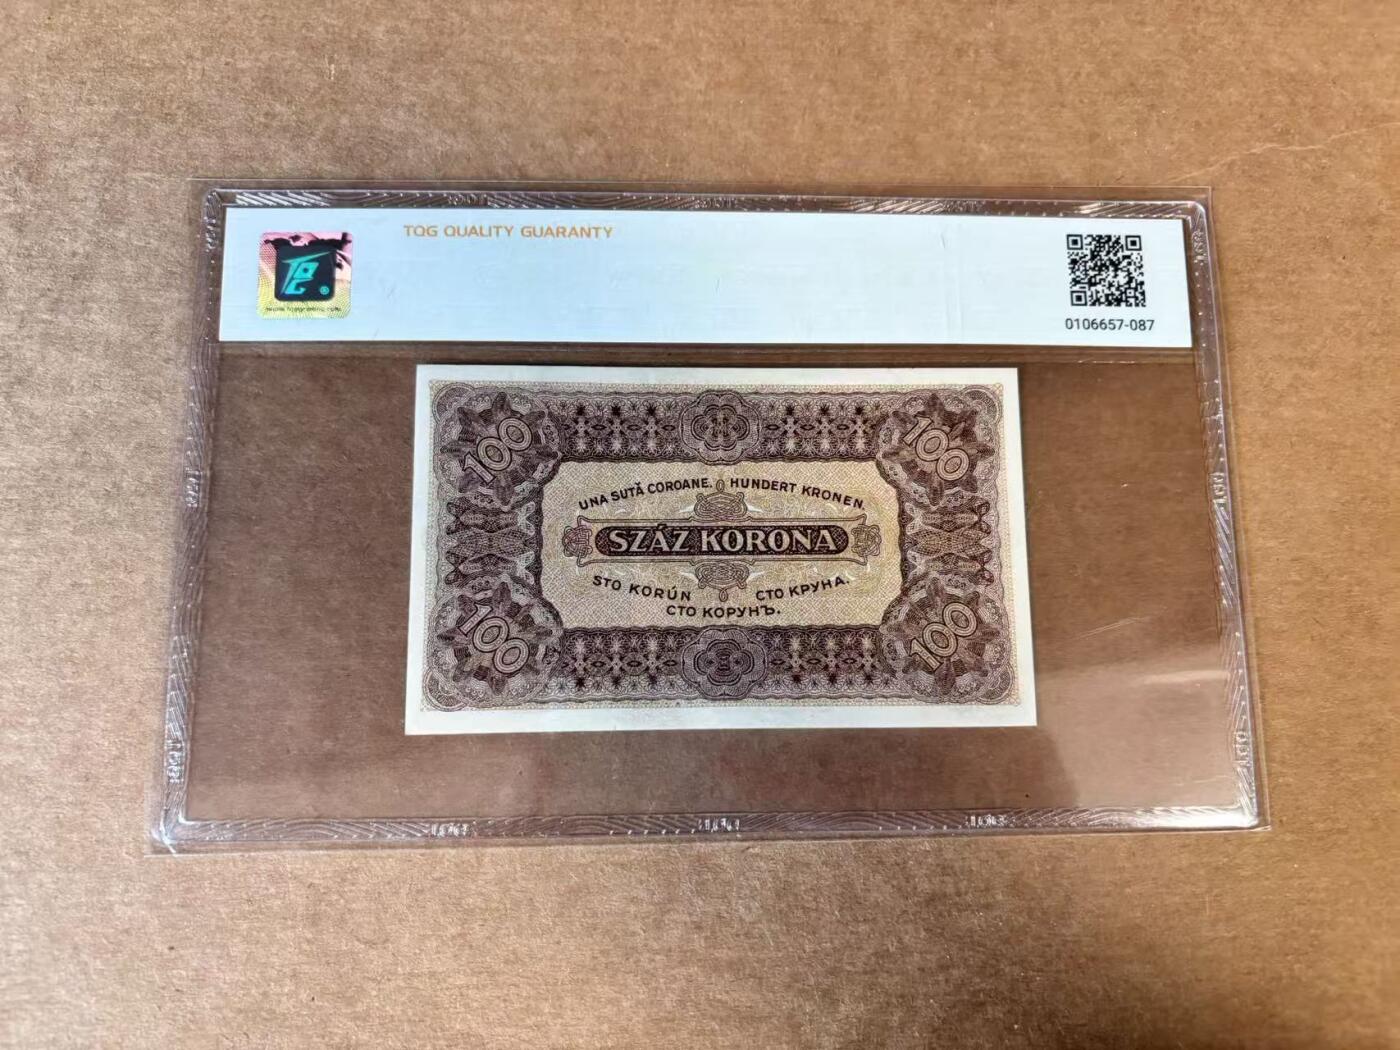 TQG QUALITY GUARANTY
0106657-087
100
100
UNA SUTĂ COROANE. HUNDERT KRONEN.
SZÁZ KORONA
STO KORÚN
СТО КРУНА.
СТО КОРУНЪ.
100
100